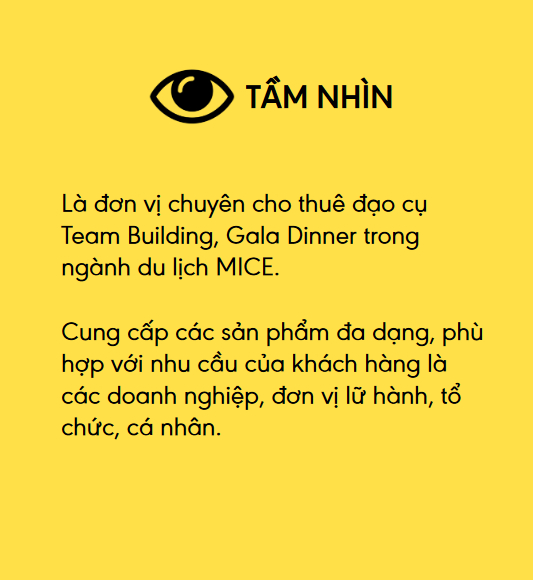 TẦM NHÌN
Là đơn vị chuyên cho thuê đạo cụ
Team Building, Gala Dinner trong
ngành du lịch MICE.
Cung cấp các sản phẩm đa dạng, phù
hợp với nhu cầu của khách hàng là
các doanh nghiệp, đơn vị lữ hành, tổ
chức, cá nhân.